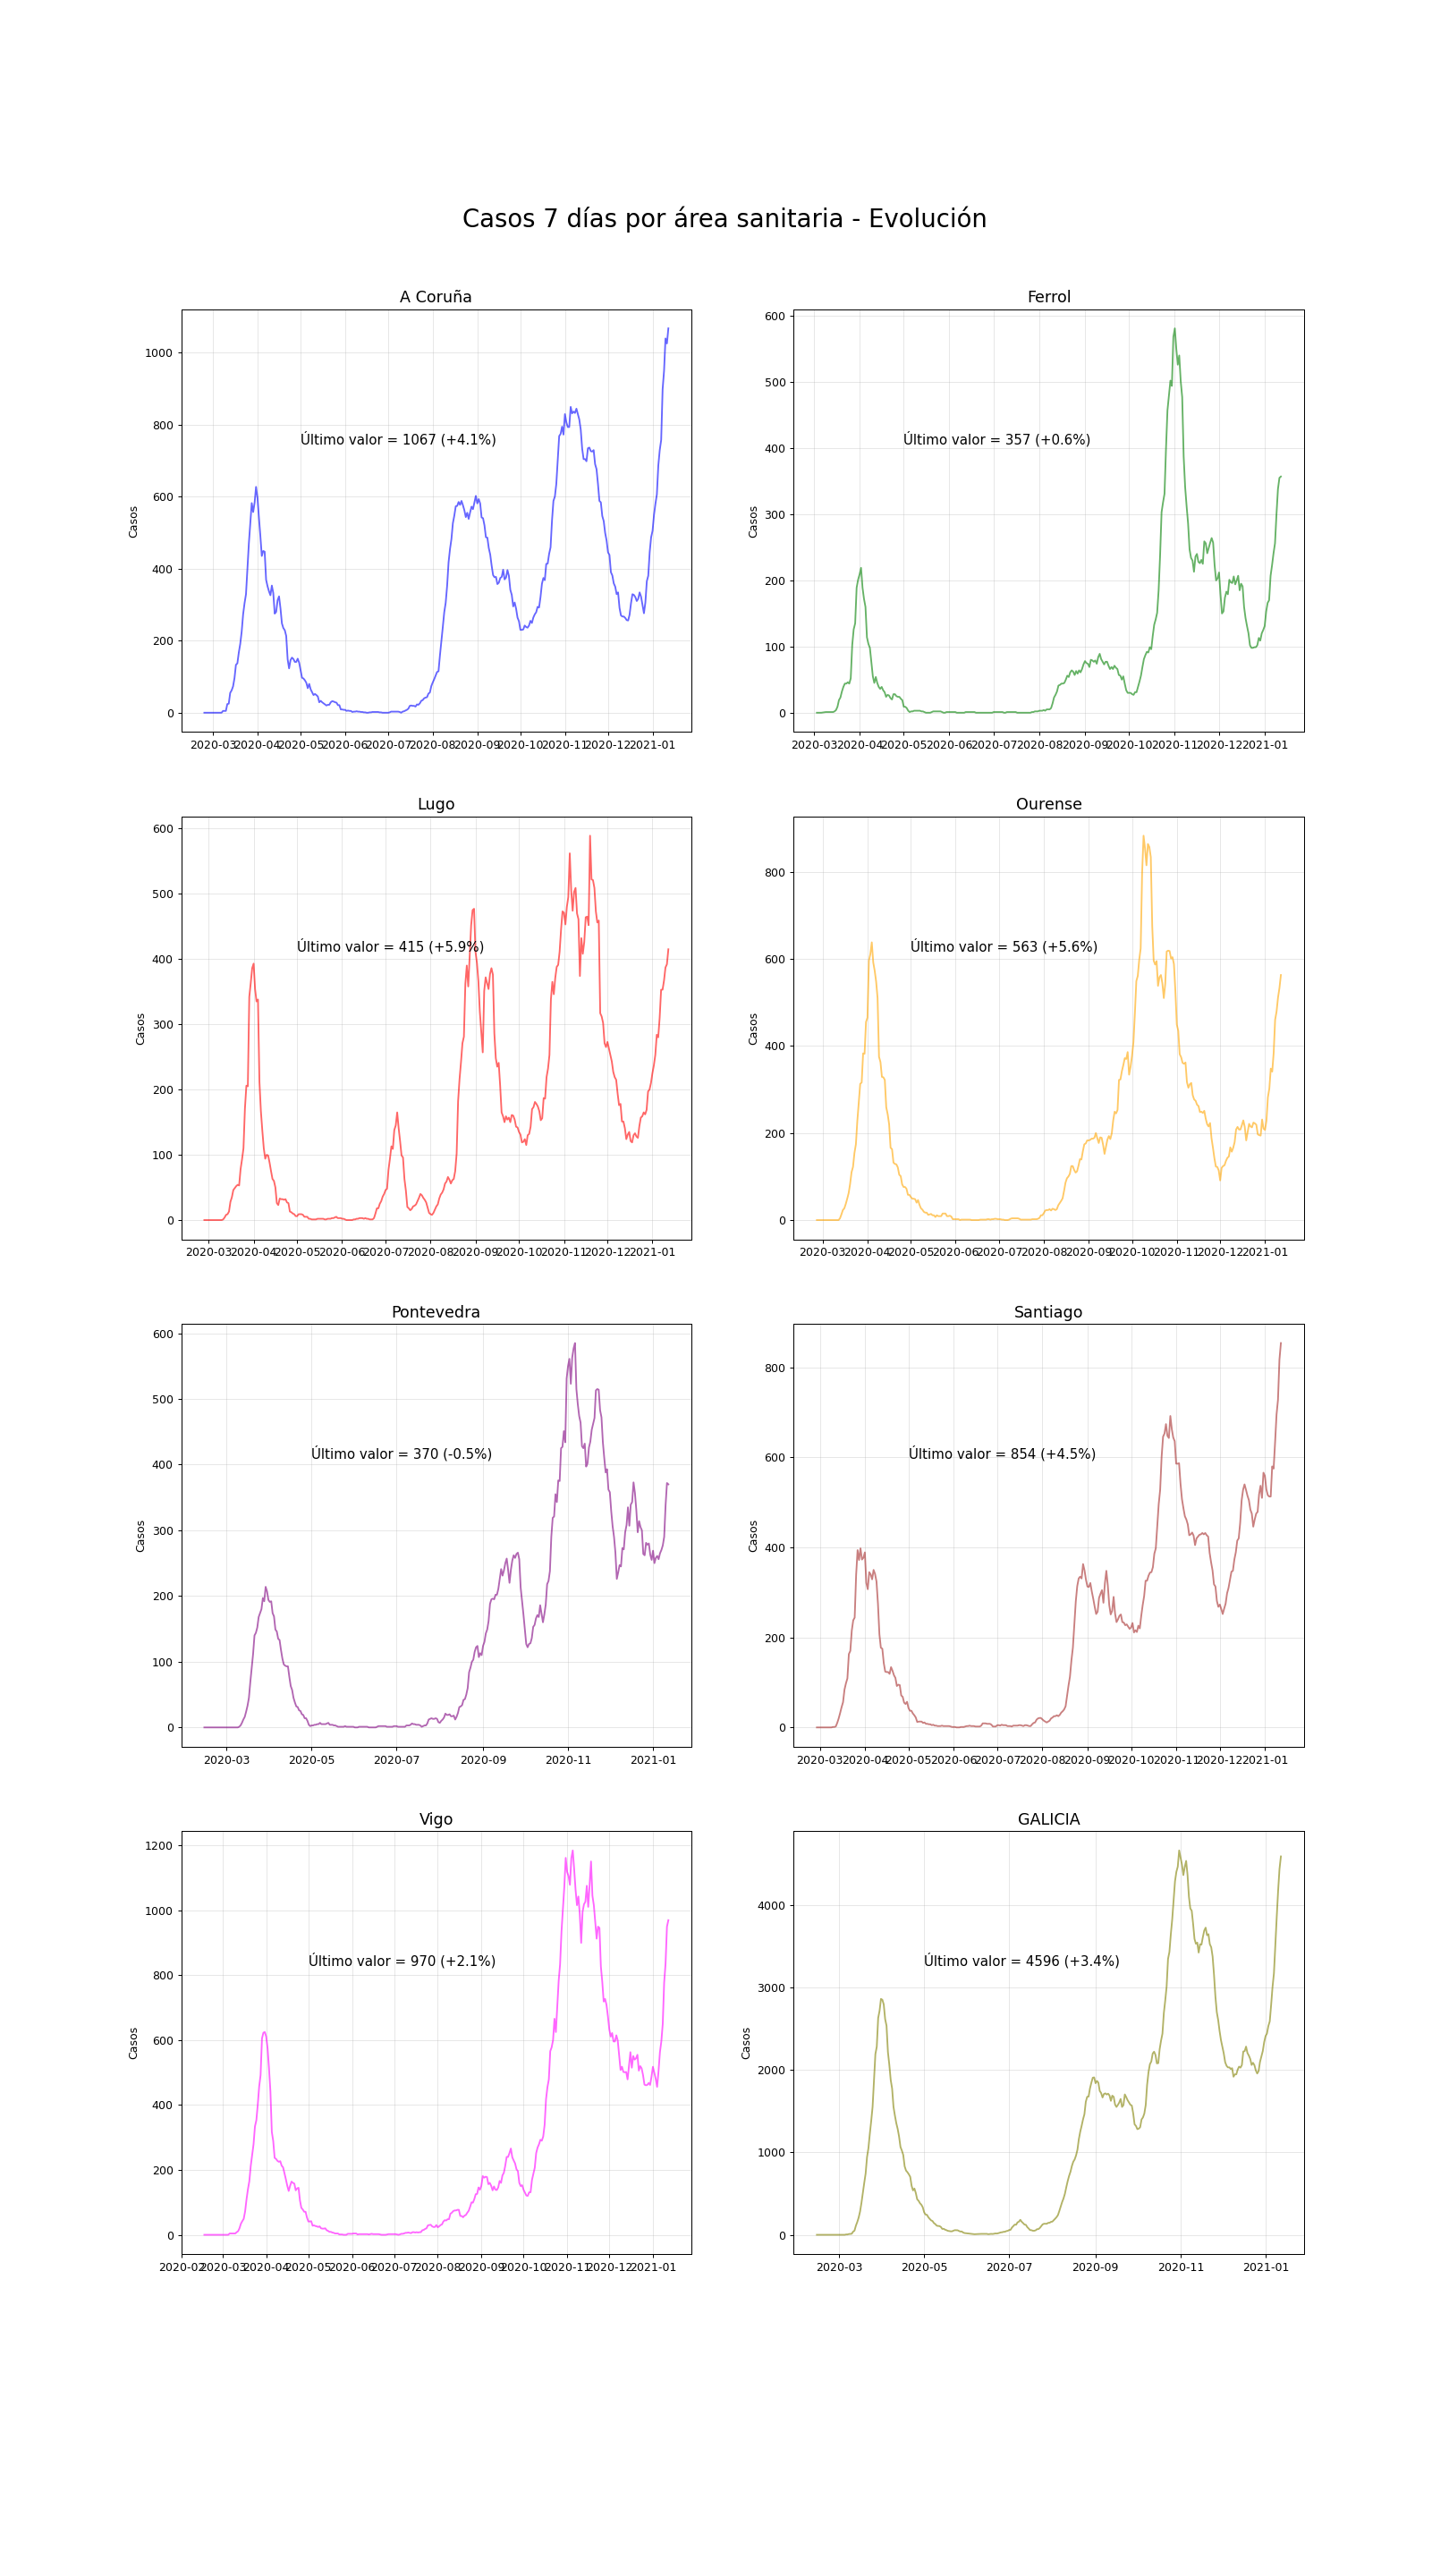 Casos 7 días por área sanitaria - Evolución
A Coruña
Casos
1000
800
600
400
200
0
Último valor = 1067 (+4.1%)
2020-03 2020-04 2020-05 2020-06 2020-07 2020-08 2020-09 2020-10 2020-11 2020-12 2021-01
Ferrol
Casos
600
500
400
300
200
100
0
Último valor = 357 (+0.6%)
2020-03 2020-04 2020-05 2020-06 2020-07 2020-08 2020-09 2020-10 2020-11 2020-12 2021-01
Lugo
Casos
600
500
400
300
200
100
0
Último valor = 415 (+5.9%)
2020-03 2020-04 2020-05 2020-06 2020-07 2020-08 2020-09 2020-10 2020-11 2020-12 2021-01
Ourense
Casos
800
600
400
200
0
Último valor = 563 (+5.6%)
2020-03 2020-04 2020-05 2020-06 2020-07 2020-08 2020-09 2020-10 2020-11 2020-12 2021-01
Pontevedra
Casos
600
500
400
300
200
100
0
Último valor = 370 (-0.5%)
2020-03 2020-05 2020-07 2020-09 2020-11 2021-01
Santiago
Casos
800
600
400
200
0
Último valor = 854 (+4.5%)
2020-03 2020-04 2020-05 2020-06 2020-07 2020-08 2020-09 2020-10 2020-11 2020-12 2021-01
Vigo
Casos
1200
1000
800
600
400
200
0
Último valor = 970 (+2.1%)
2020-02 2020-03 2020-04 2020-05 2020-06 2020-07 2020-08 2020-09 2020-10 2020-11 2020-12 2021-01
GALICIA
Casos
4000
3000
2000
1000
0
Último valor = 4596 (+3.4%)
2020-03 2020-05 2020-07 2020-09 2020-11 2021-01